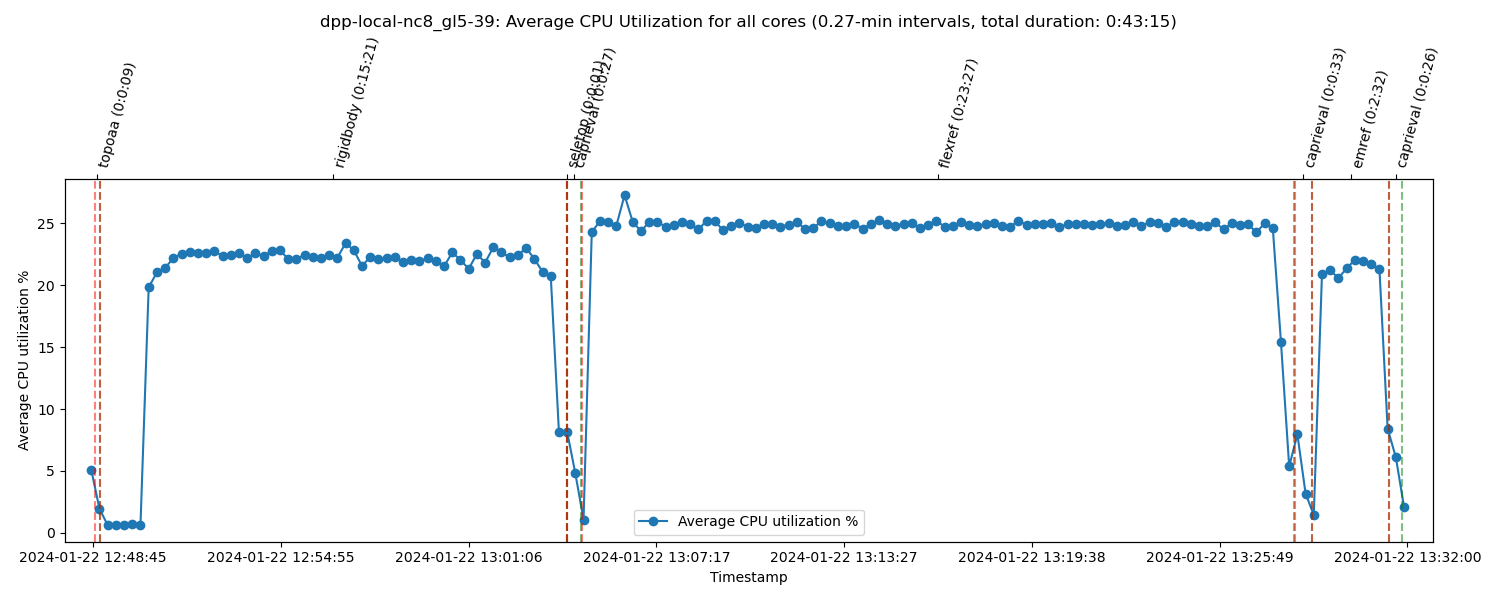 dpp-local-nc8_gl5-39: Average CPU Utilization for all cores (0.27-min intervals, total duration: 0:43:15)
topoaa (0:0:09)
rigidbody (0:15:21)
seletop (0:0:01)
caprieval (0:0:27)
flexref (0:23:27)
caprieval (0:0:33)
emref (0:2:32)
caprieval (0:0:26)
Average CPU utilization %
25
20
15
10
5
0
Average CPU utilization %
2024-01-22 12:48:45
2024-01-22 12:54:55
2024-01-22 13:01:06
2024-01-22 13:07:17
2024-01-22 13:13:27
2024-01-22 13:19:38
2024-01-22 13:25:49
2024-01-22 13:32:00
Timestamp